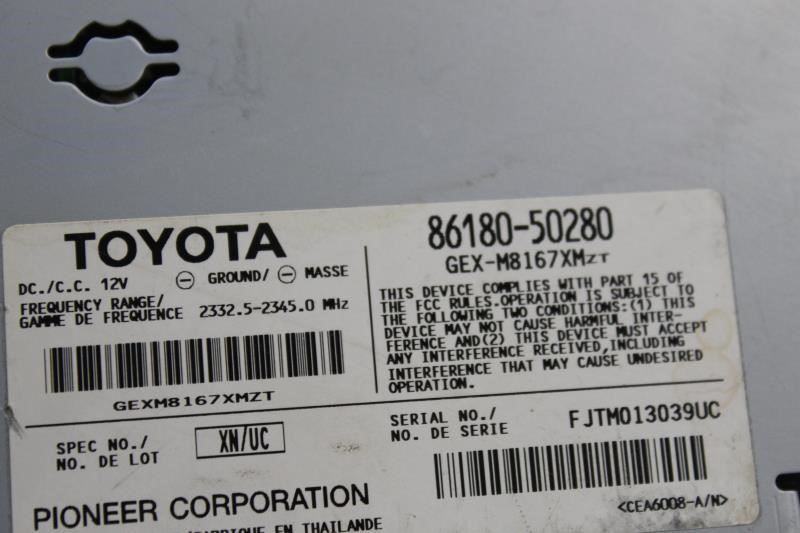 TOYOTA
DC./C.C. 12V ⊖ GROUND/ ⊖ MASSE
FREQUENCY RANGE/
GAMME DE FREQUENCE 2332.5-2345.0 MHz
GEXM8167XMZT
86180-50280
GEX-M8167XMZT
THIS DEVICE COMPLIES WITH PART 15 OF
THE FCC RULES.OPERATION IS SUBJECT TO
THE FOLLOWING TWO CONDITIONS:(1) THIS
DEVICE MAY NOT CAUSE HARMFUL INTER-
FERENCE AND(2) THIS DEVICE MUST ACCEPT
ANY INTERFERENCE RECEIVED,INCLUDING
INTERFERENCE THAT MAY CAUSE UNDESIRED
OPERATION.
SPEC NO./
NO. DE LOT
XN/UC
SERIAL NO./
NO. DE SERIE
FJTM013039UC
PIONEER CORPORATION
<CEA6008-A/N>
FABRIQUE EN THAILANDE